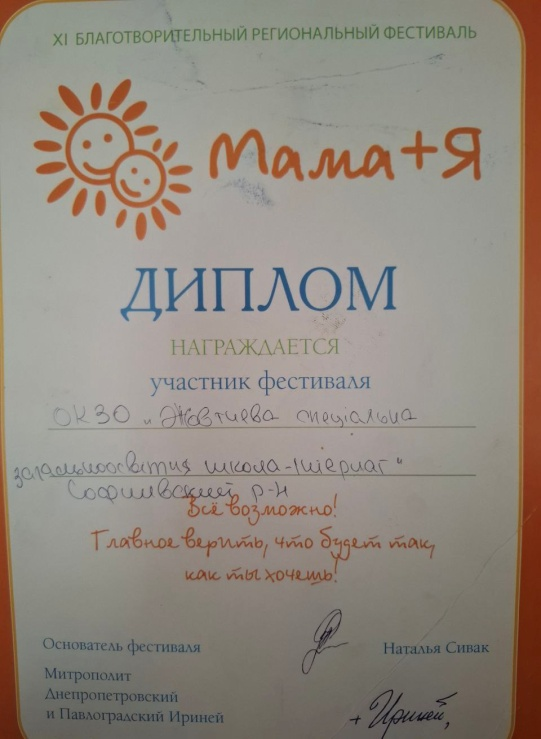 XI БЛАГОТВОРИТЕЛЬНЫЙ РЕГИОНАЛЬНЫЙ ФЕСТИВАЛЬ
Мама+Я
ДИПЛОМ
НАГРАЖДАЕТСЯ
участник фестиваля
ОКЗО „Жовтнева спеціальна
загальноосвітня школа-інтернат"
Софиевский р-н
Всё возможно!
Главное верить, что будет так,
как ты хочешь!
Основатель фестиваля
Наталья Сивак
Митрополит
Днепропетровский
и Павлоградский Ириней
+ Ириней,